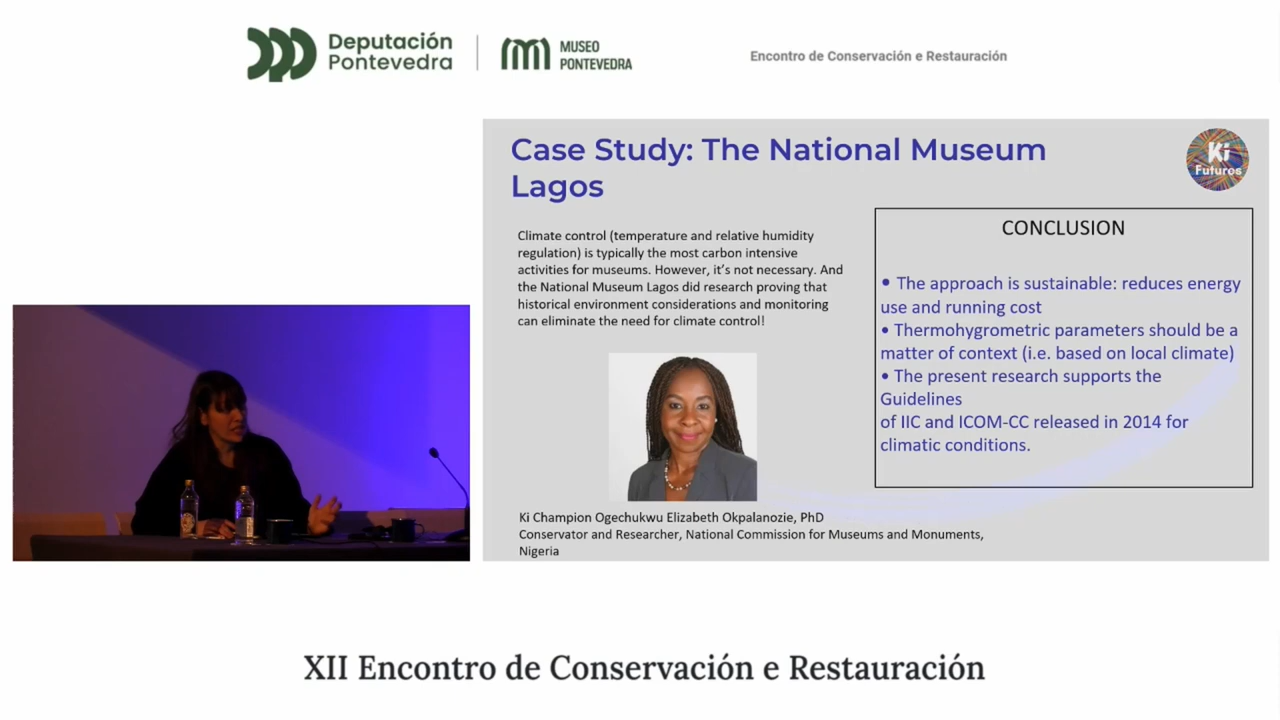 Deputación
Pontevedra
MUSEO
PONTEVEDRA
Encontro de Conservación e Restauración
Case Study: The National Museum
Lagos
Ki
Futuros
Climate control (temperature and relative humidity
regulation) is typically the most carbon intensive
activities for museums. However, it's not necessary. And
the National Museum Lagos did research proving that
historical environment considerations and monitoring
can eliminate the need for climate control!
CONCLUSION
• The approach is sustainable: reduces energy
use and running cost
• Thermohygrometric parameters should be a
matter of context (i.e. based on local climate)
• The present research supports the
Guidelines
of IIC and ICOM-CC released in 2014 for
climatic conditions.
Ki Champion Ogechukwu Elizabeth Okpalanozie, PhD
Conservator and Researcher, National Commission for Museums and Monuments,
Nigeria
XII Encontro de Conservación e Restauración